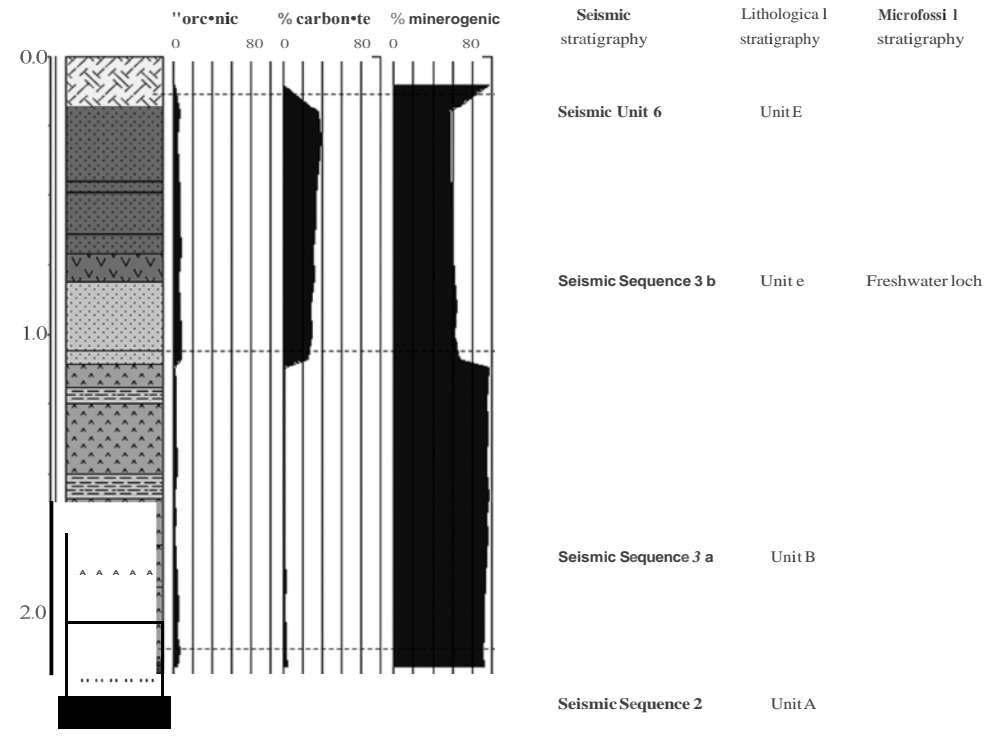 "orc•nic % carbon•te % minerogenic Seismic Lithologica l Microfossi l
stratigraphy stratigraphy stratigraphy
0 80 0 80 0 80
0.0
Seismic Unit 6 Unit E
Seismic Sequence 3 b Unit e Freshwater loch
1.0
Seismic Sequence 3 a Unit B
A A A A A
2.0
Seismic Sequence 2 Unit A